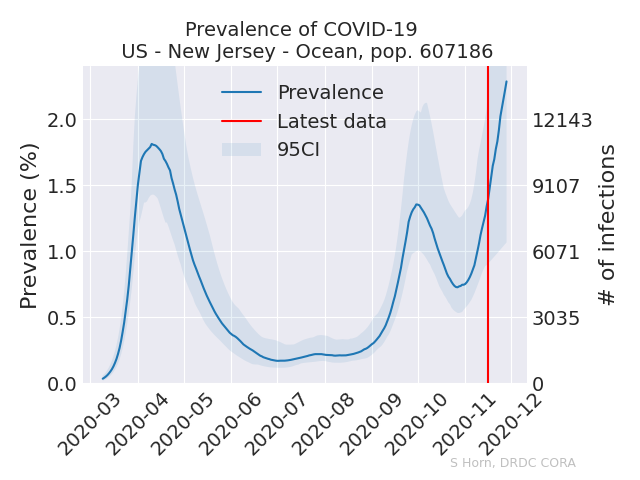 Prevalence of COVID-19
US - New Jersey - Ocean, pop. 607186
Prevalence
Latest data
95CI
Prevalence (%)
2.0
1.5
1.0
0.5
0.0
12143
9107
6071
3035
0
# of infections
2020-03
2020-04
2020-05
2020-06
2020-07
2020-08
2020-09
2020-10
2020-11
2020-12
S Horn, DRDC CORA